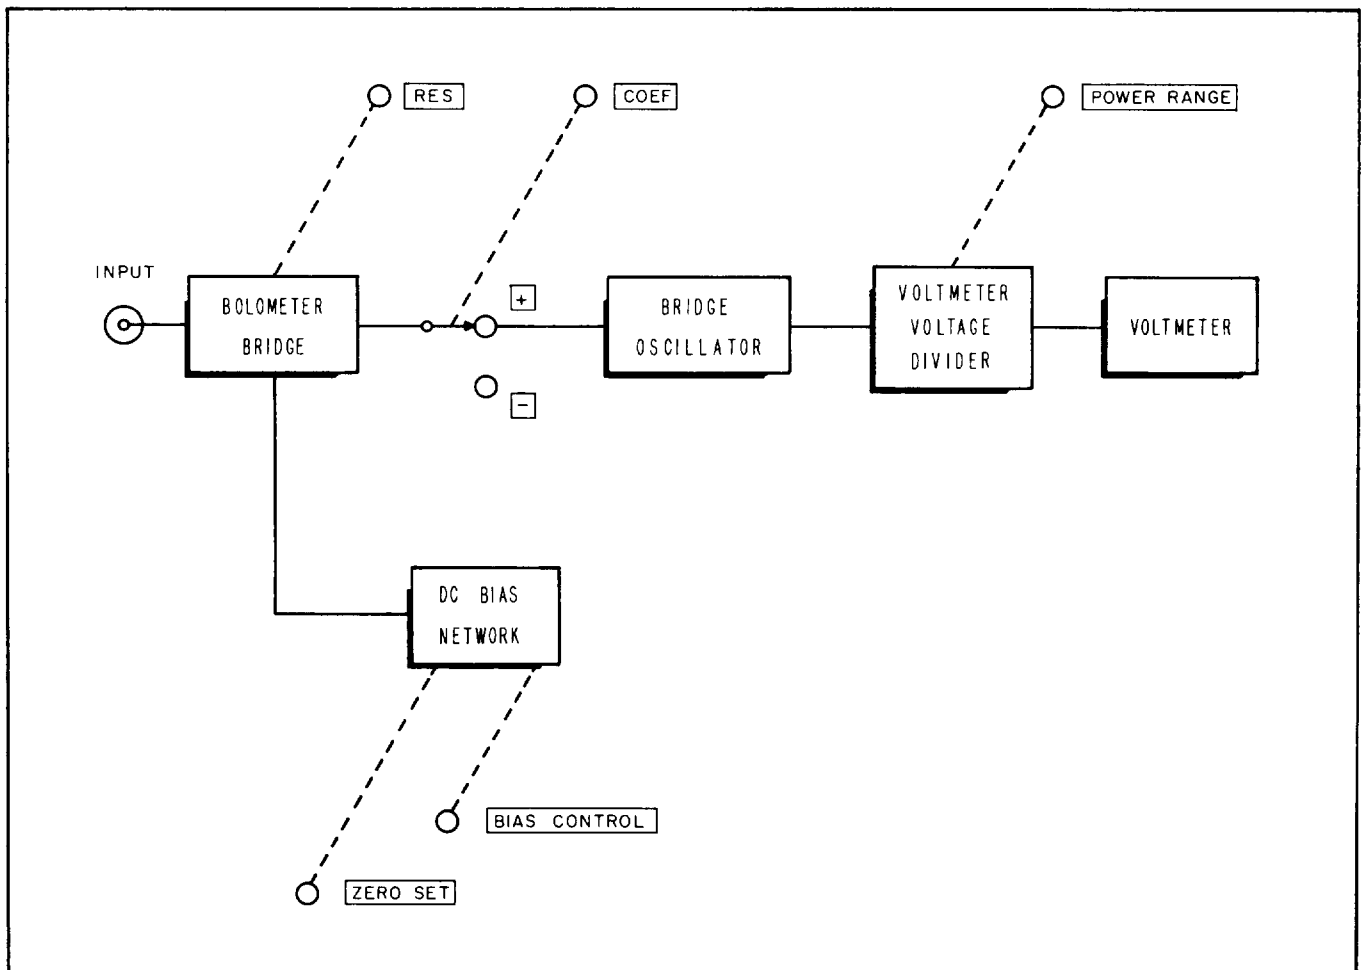 RES
COEF
POWER RANGE
INPUT
BOLOMETER
BRIDGE
+
-
BRIDGE
OSCILLATOR
VOLTMETER
VOLTAGE
DIVIDER
VOLTMETER
DC BIAS
NETWORK
BIAS CONTROL
ZERO SET